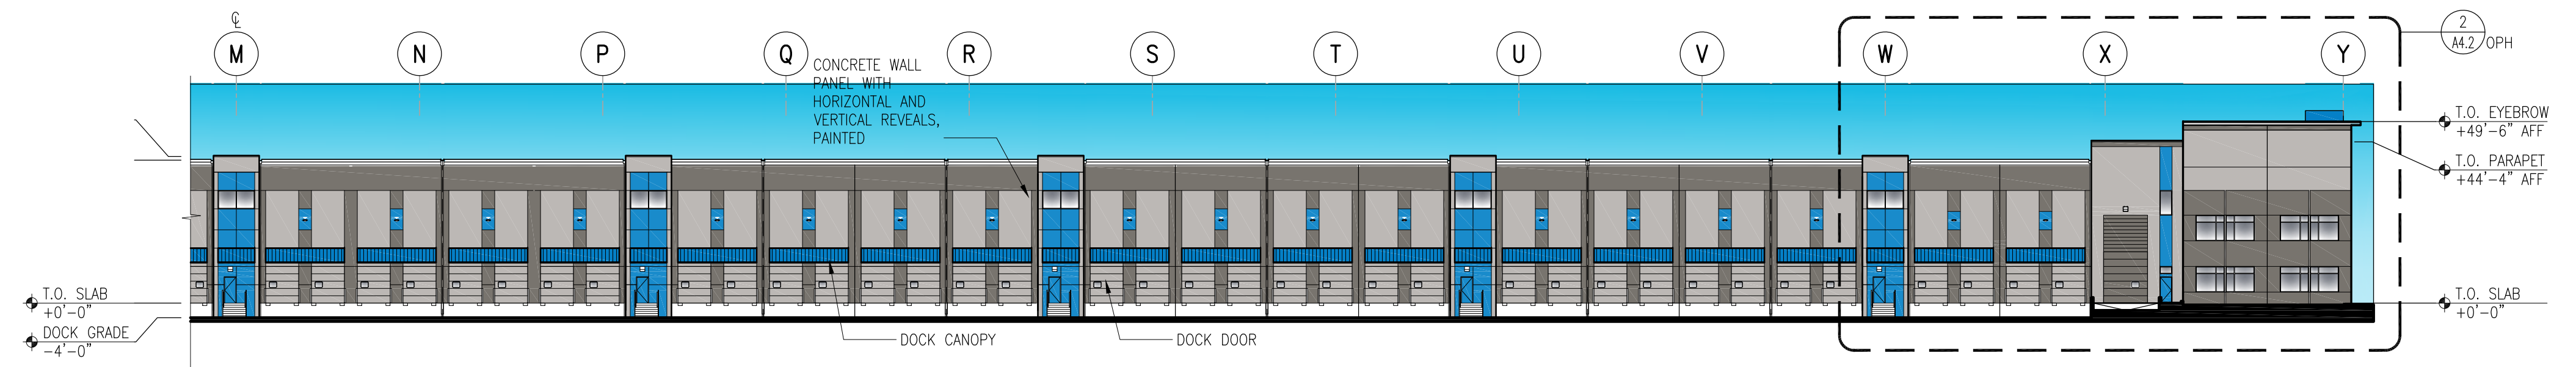 ℄
M N P Q R S T U V W X Y
2
A4.2 OPH
CONCRETE WALL
PANEL WITH
HORIZONTAL AND
VERTICAL REVEALS,
PAINTED
T.O. EYEBROW
+49'-6" AFF
T.O. PARAPET
+44'-4" AFF
T.O. SLAB
+0'-0"
DOCK GRADE
-4'-0"
T.O. SLAB
+0'-0"
DOCK CANOPY
DOCK DOOR